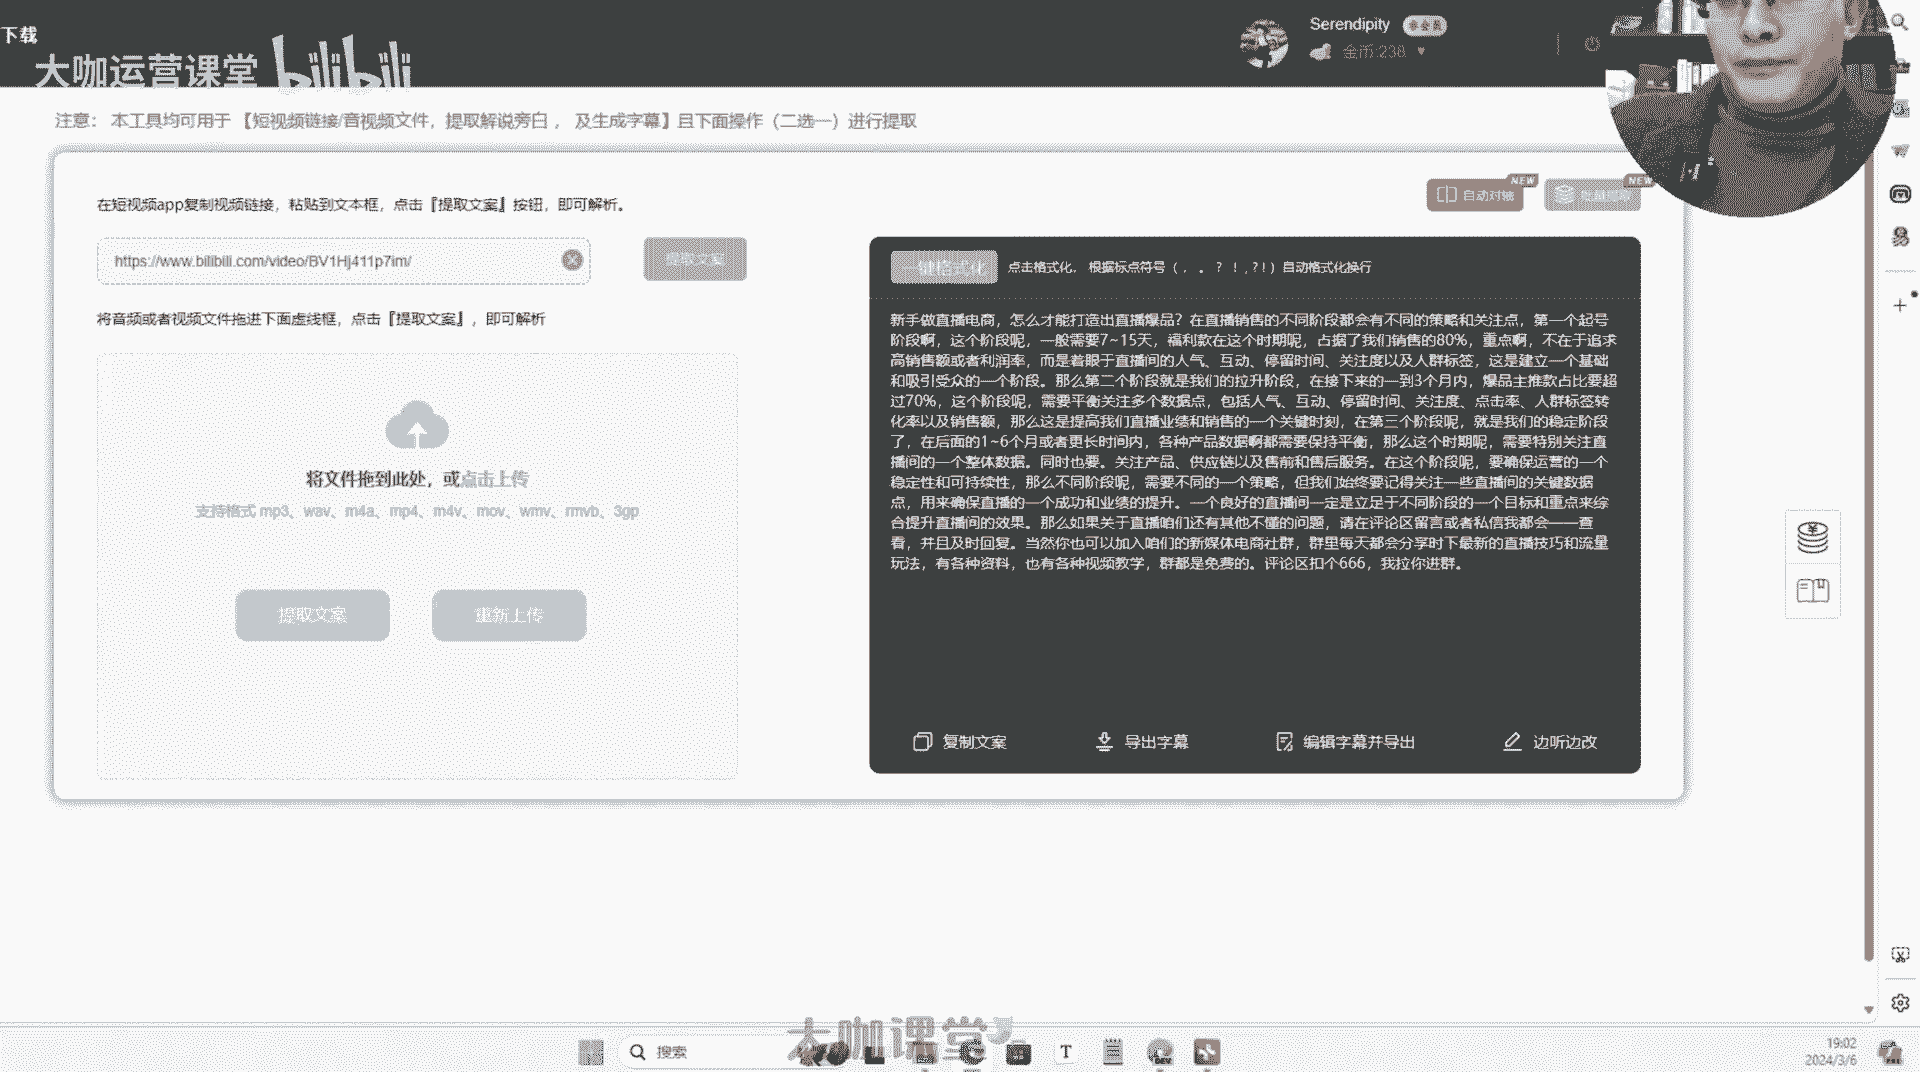 下载
大咖运营课堂 bilibili
Serendipity
金币:238
注意： 本工具均可用于 【短视频链接/音视频文件，提取解说旁白 ， 及生成字幕】且下面操作（二选一）进行提取
在短视频app复制视频链接，粘贴到文本框，点击『提取文案』按钮，即可解析。
自动对轴 NEW
NEW
https://www.bilibili.com/video/BV1Hj411p7im/
提取文案
一键格式化 点击格式化， 根据标点符号（ ，。？！,?!）自动格式化换行
将音频或者视频文件拖进下面虚线框，点击『提取文案』，即可解析
新手做直播电商，怎么才能打造出直播爆品？在直播销售的不同阶段都会有不同的策略和关注点，第一个起号
阶段啊，这个阶段呢，一般需要7~15天，福利款在这个时期呢，占据了我们销售的80%，重点啊，不在于追求
高销售额或者利润率，而是着眼于直播间的人气、互动、停留时间、关注度以及人群标签，这是建立一个基础
和吸引受众的一个阶段。那么第二个阶段就是我们的拉升阶段，在接下来的一到3个月内，爆品主推款占比要超
过70%，这个阶段呢，需要平衡关注多个数据点，包括人气、互动、停留时间、关注度、点击率、人群标签转
化率以及销售额，那么这是提高我们直播业绩和销售的一个关键时刻，在第三个阶段呢，就是我们的稳定阶段
了，在后面的1~6个月或者更长时间内，各种产品数据啊都需要保持平衡，那么这个时期呢，需要特别关注直
播间的一个整体数据。同时也要。关注产品、供应链以及售前和售后服务。在这个阶段呢，要确保运营的一个
稳定性和可持续性，那么不同阶段呢，需要不同的一个策略，但我们始终要记得关注一些直播间的关键数据
点，用来确保直播的一个成功和业绩的提升。一个良好的直播间一定是立足于不同阶段的一个目标和重点来综
合提升直播间的效果。那么如果关于直播咱们还有其他不懂的问题，请在评论区留言或者私信我都会一一查
看，并且及时回复。当然你也可以加入咱们的新媒体电商社群，群里每天都会分享时下最新的直播技巧和流量
玩法，有各种资料，也有各种视频教学，群都是免费的。评论区扣个666，我拉你进群。
将文件拖到此处，或点击上传
支持格式 mp3、wav、m4a、mp4、m4v、mov、wmv、rmvb、3gp
提取文案 重新上传
复制文案 导出字幕 编辑字幕并导出 边听边改
大咖课堂
搜索
19:02
2024/3/6